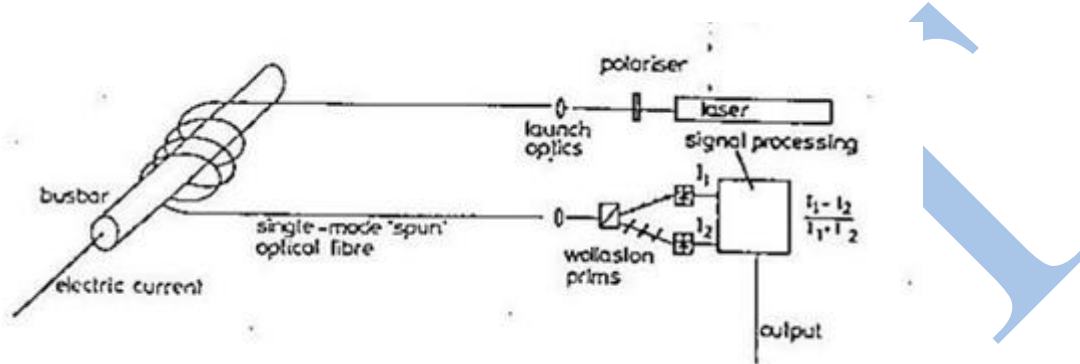 polariser
laser
launch
optics
signal processing
busbar
I₁
single-mode "spun"
optical fibre
I₂
I₁ - I₂
I₁ + I₂
wollaslon
prims
electric current
output